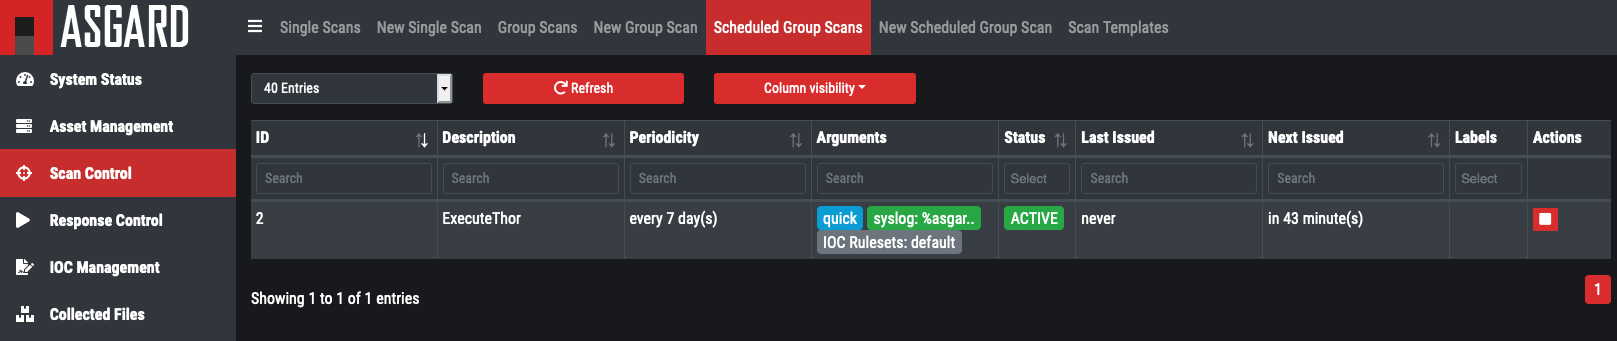 ASGARD
Single Scans New Single Scan Group Scans New Group Scan Scheduled Group Scans New Scheduled Group Scan Scan Templates
System Status
Asset Management
Scan Control
Response Control
IOC Management
Collected Files
40 Entries Refresh Column visibility
ID Description Periodicity Arguments Status Last Issued Next Issued Labels Actions
Search Search Search Search Select Search Search Select
2 ExecuteThor every 7 day(s) quick syslog: %asgar.. ACTIVE never in 43 minute(s)
IOC Rulesets: default
Showing 1 to 1 of 1 entries 1